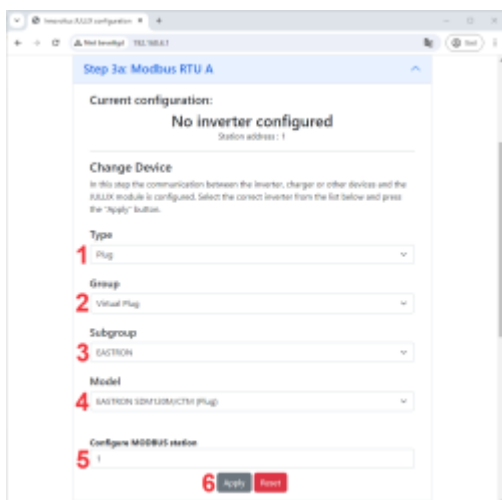 Step 3a: Modbus RTU A
Current configuration:
No inverter configured
Station address : 1
Change Device
In this step the communication between the inverter, charger or other devices and the
module is configured. Select the correct inverter from the list below and press
the "Apply" button.
Type
1 Plug
Group
2 Virtual Plug
Subgroup
3 EASTRON
Model
4 EASTRON (Plug)
Configure MODBUS station
5 1
6 Apply Reset